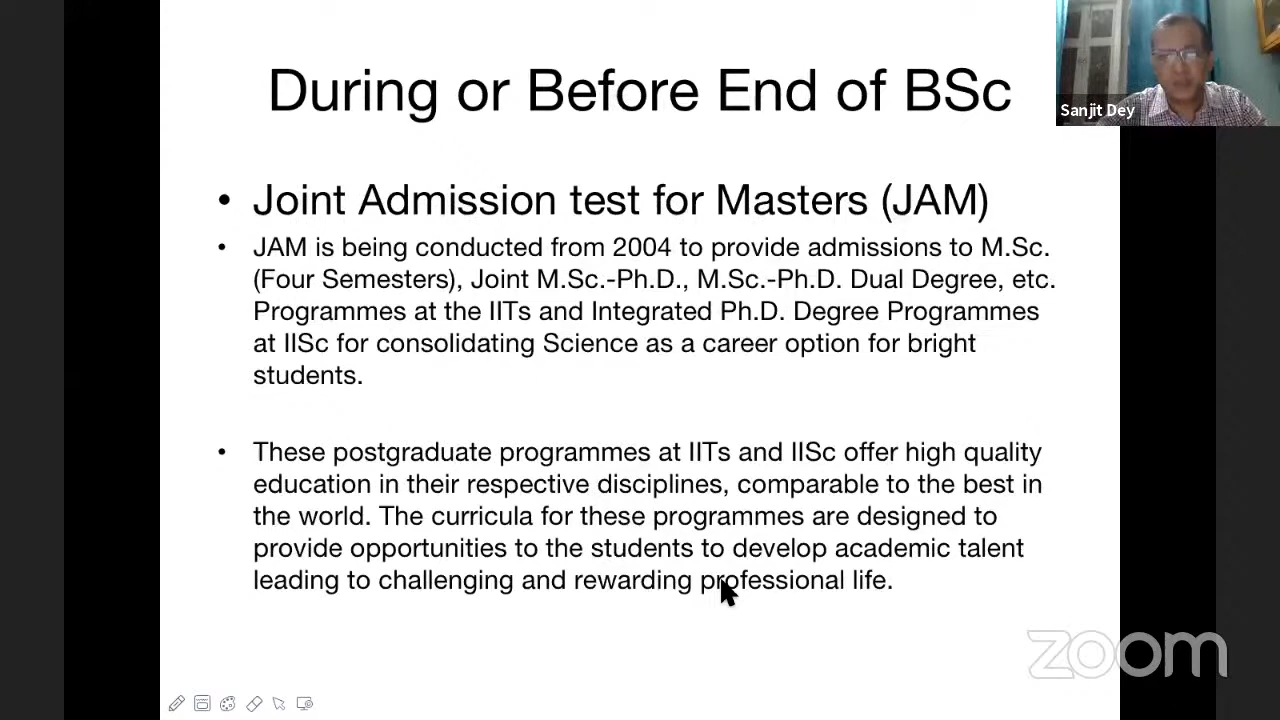 During or Before End of BSc
Sanjit Dey
• Joint Admission test for Masters (JAM)
• JAM is being conducted from 2004 to provide admissions to M.Sc.
(Four Semesters), Joint M.Sc.-Ph.D., M.Sc.-Ph.D. Dual Degree, etc.
Programmes at the IITs and Integrated Ph.D. Degree Programmes
at IISc for consolidating Science as a career option for bright
students.
• These postgraduate programmes at IITs and IISc offer high quality
education in their respective disciplines, comparable to the best in
the world. The curricula for these programmes are designed to
provide opportunities to the students to develop academic talent
leading to challenging and rewarding professional life.
zoom